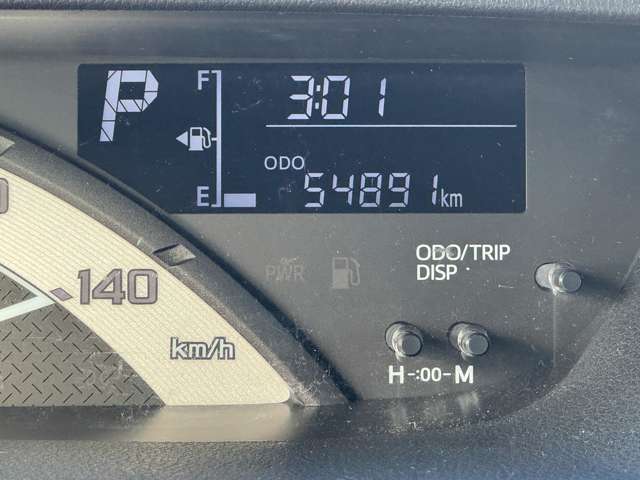 P
F
3:01
ODO
E
54891km
ODO/TRIP
DISP
PWR
140
km/h
H-:00-M